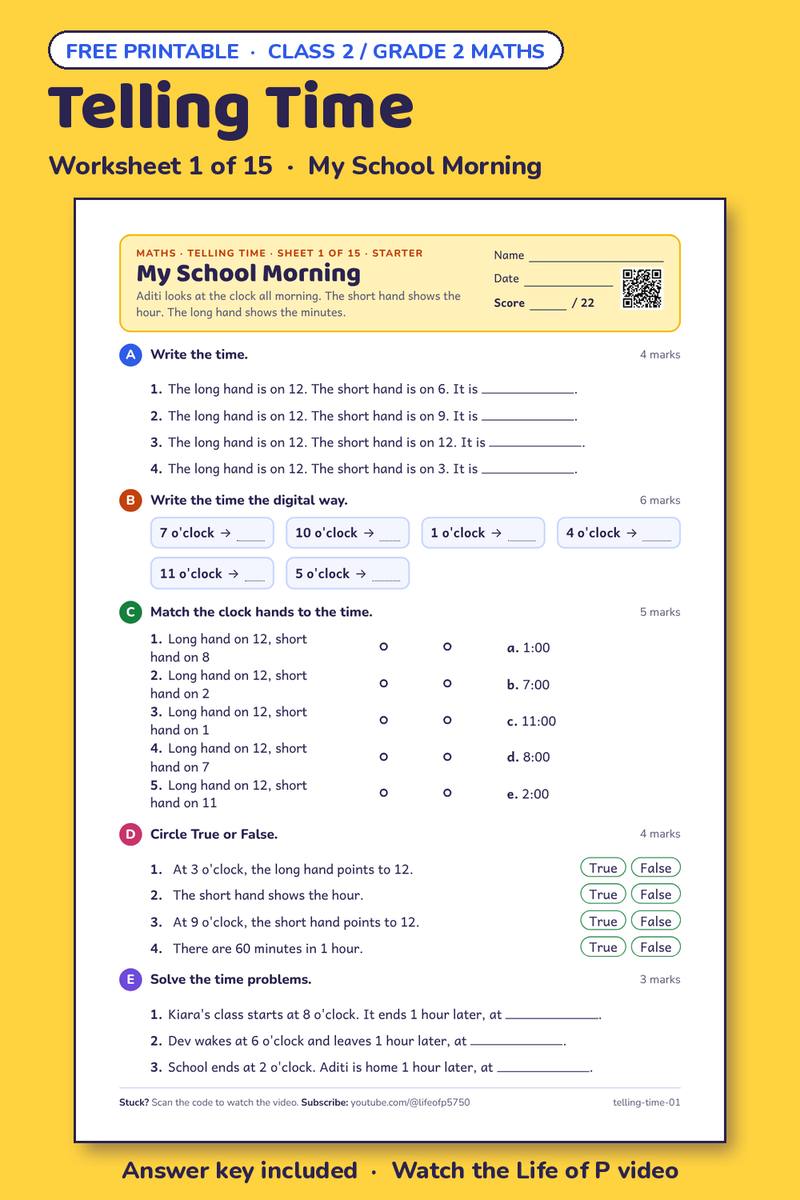 FREE PRINTABLE · CLASS 2 / GRADE 2 MATHS
Telling Time
Worksheet 1 of 15 · My School Morning
MATHS · TELLING TIME · SHEET 1 OF 15 · STARTER
My School Morning
Aditi looks at the clock all morning. The short hand shows the
hour. The long hand shows the minutes.
Name ____________
Date ____________
Score ______ / 22
A Write the time. 4 marks
1. The long hand is on 12. The short hand is on 6. It is ____________.
2. The long hand is on 12. The short hand is on 9. It is ____________.
3. The long hand is on 12. The short hand is on 12. It is ____________.
4. The long hand is on 12. The short hand is on 3. It is ____________.
B Write the time the digital way. 6 marks
7 o'clock → ____ 10 o'clock → ____ 1 o'clock → ____ 4 o'clock → ____
11 o'clock → ____ 5 o'clock → ____
C Match the clock hands to the time. 5 marks
1. Long hand on 12, short
hand on 8
a. 1:00
2. Long hand on 12, short
hand on 2
b. 7:00
3. Long hand on 12, short
hand on 1
c. 11:00
4. Long hand on 12, short
hand on 7
d. 8:00
5. Long hand on 12, short
hand on 11
e. 2:00
D Circle True or False. 4 marks
1. At 3 o'clock, the long hand points to 12. True False
2. The short hand shows the hour. True False
3. At 9 o'clock, the short hand points to 12. True False
4. There are 60 minutes in 1 hour. True False
E Solve the time problems. 3 marks
1. Kiara's class starts at 8 o'clock. It ends 1 hour later, at ____________.
2. Dev wakes at 6 o'clock and leaves 1 hour later, at ____________.
3. School ends at 2 o'clock. Aditi is home 1 hour later, at ____________.
Stuck? Scan the code to watch the video. Subscribe: youtube.com/@lifeofp5750 telling-time-01
Answer key included · Watch the Life of P video